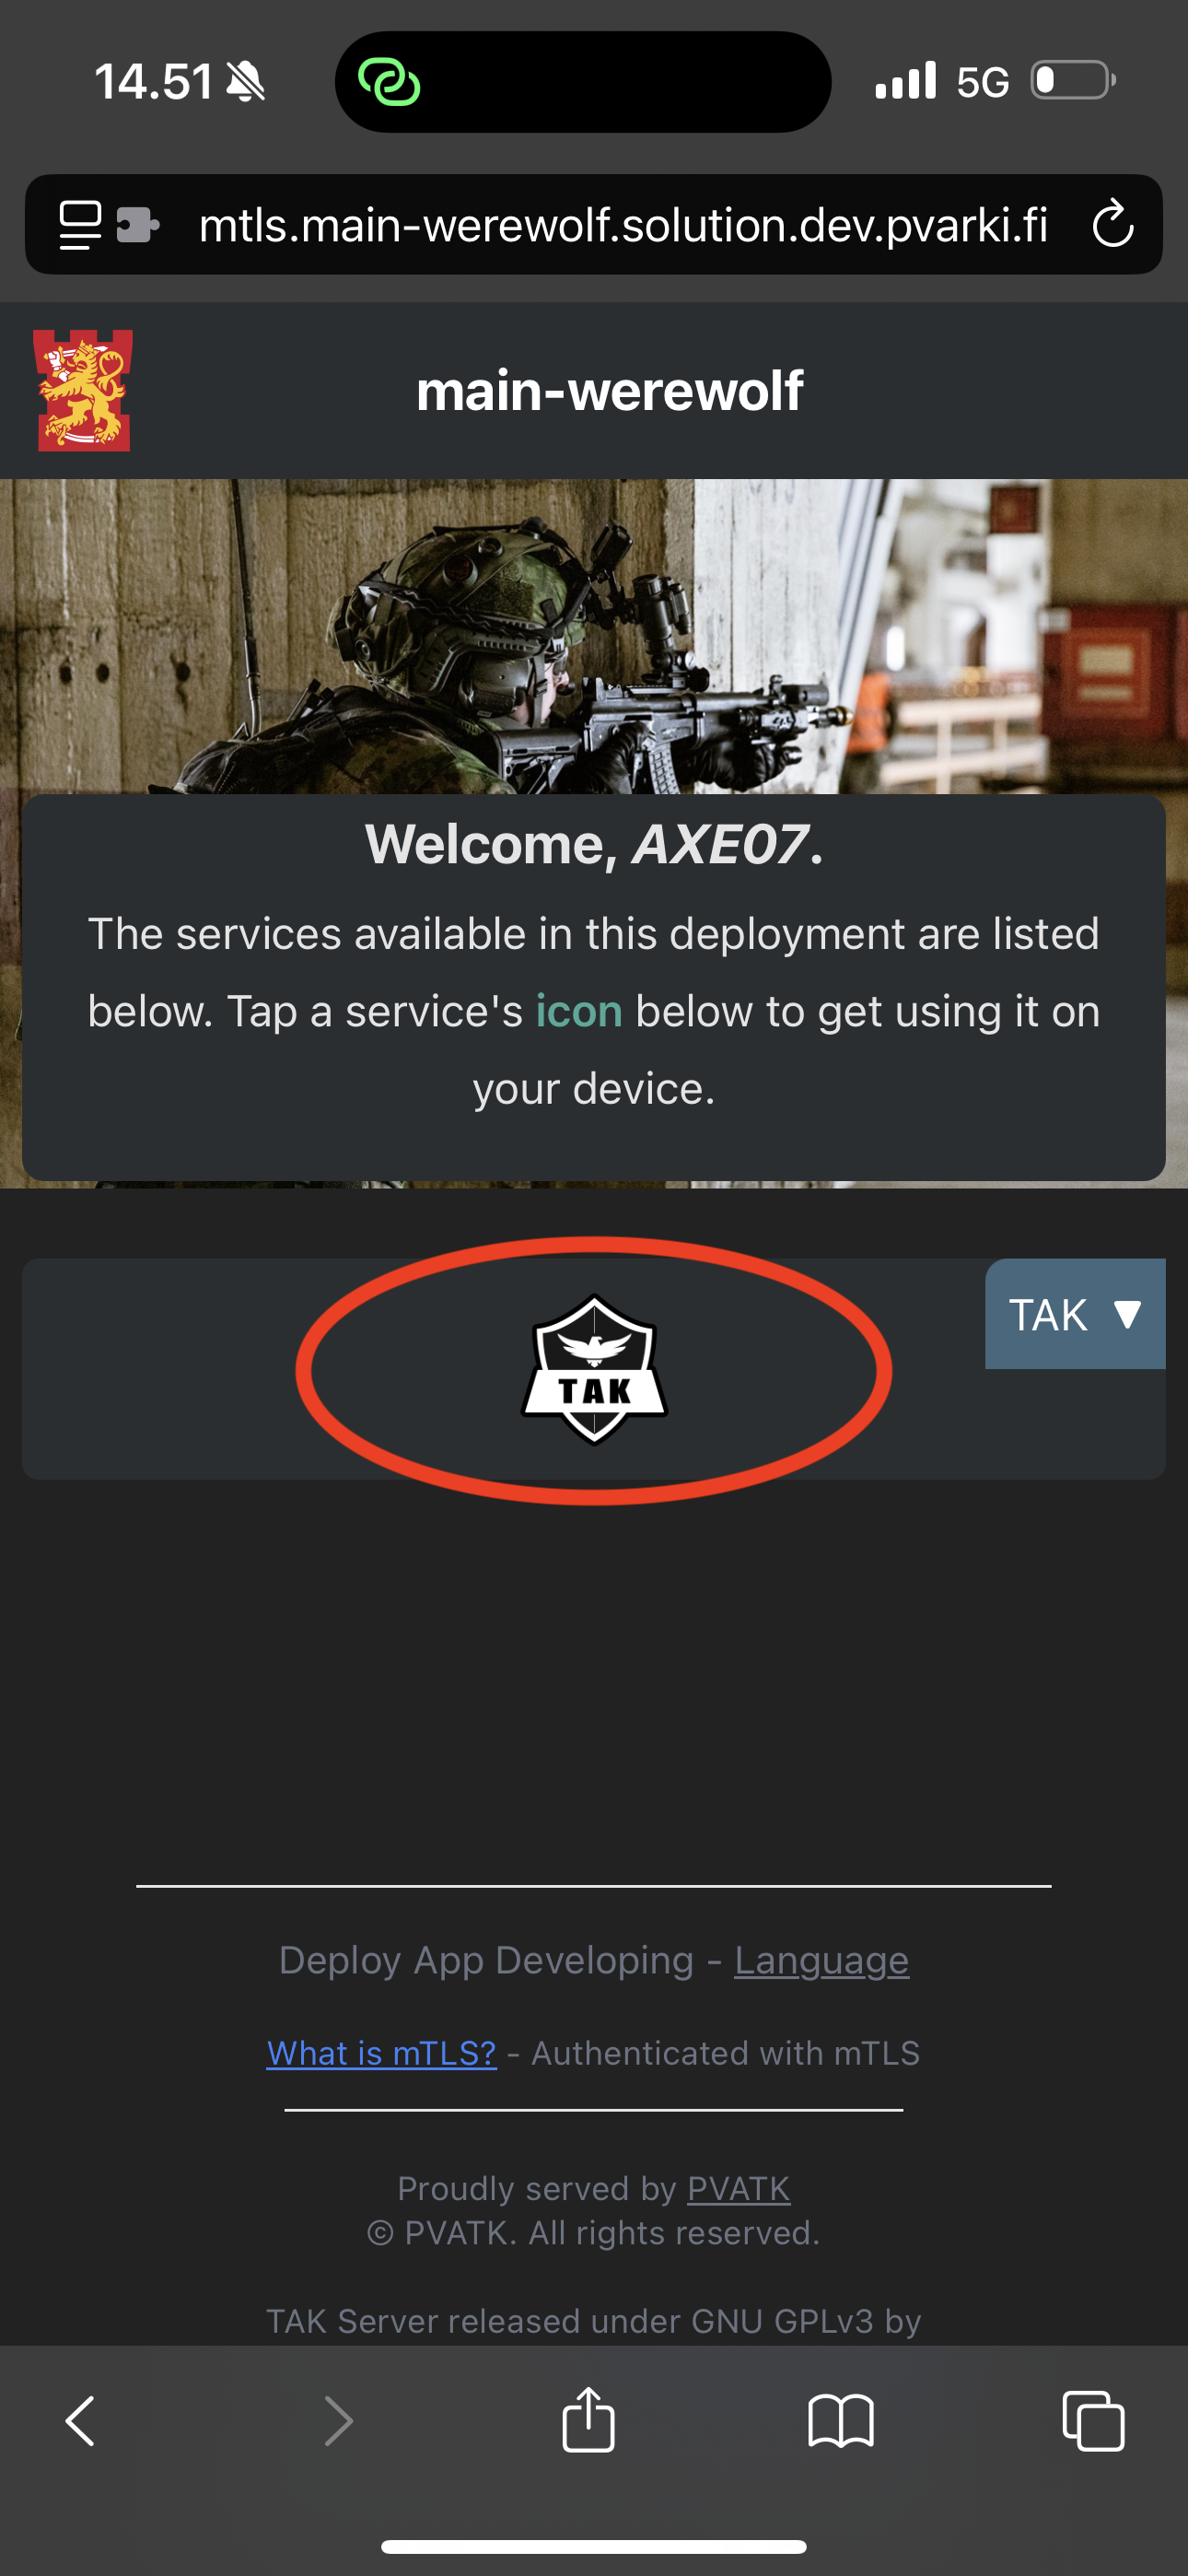 14.51
5G
mtls.main-werewolf.solution.dev.pvarki.fi
main-werewolf
Welcome, AXE07.
The services available in this deployment are listed
below. Tap a service's icon below to get using it on
your device.
TAK ▼
TAK
Deploy App Developing - Language
What is mTLS? - Authenticated with mTLS
Proudly served by PVATK
© PVATK. All rights reserved.
TAK Server released under GNU GPLv3 by